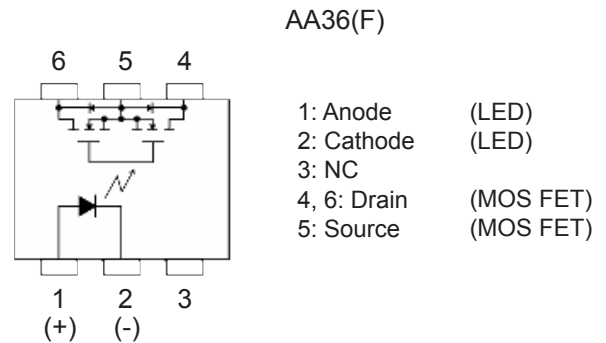 AA36(F)
6 5 4
1: Anode (LED)
2: Cathode (LED)
3: NC
4, 6: Drain (MOS FET)
5: Source (MOS FET)
1 2 3
(+) (-)